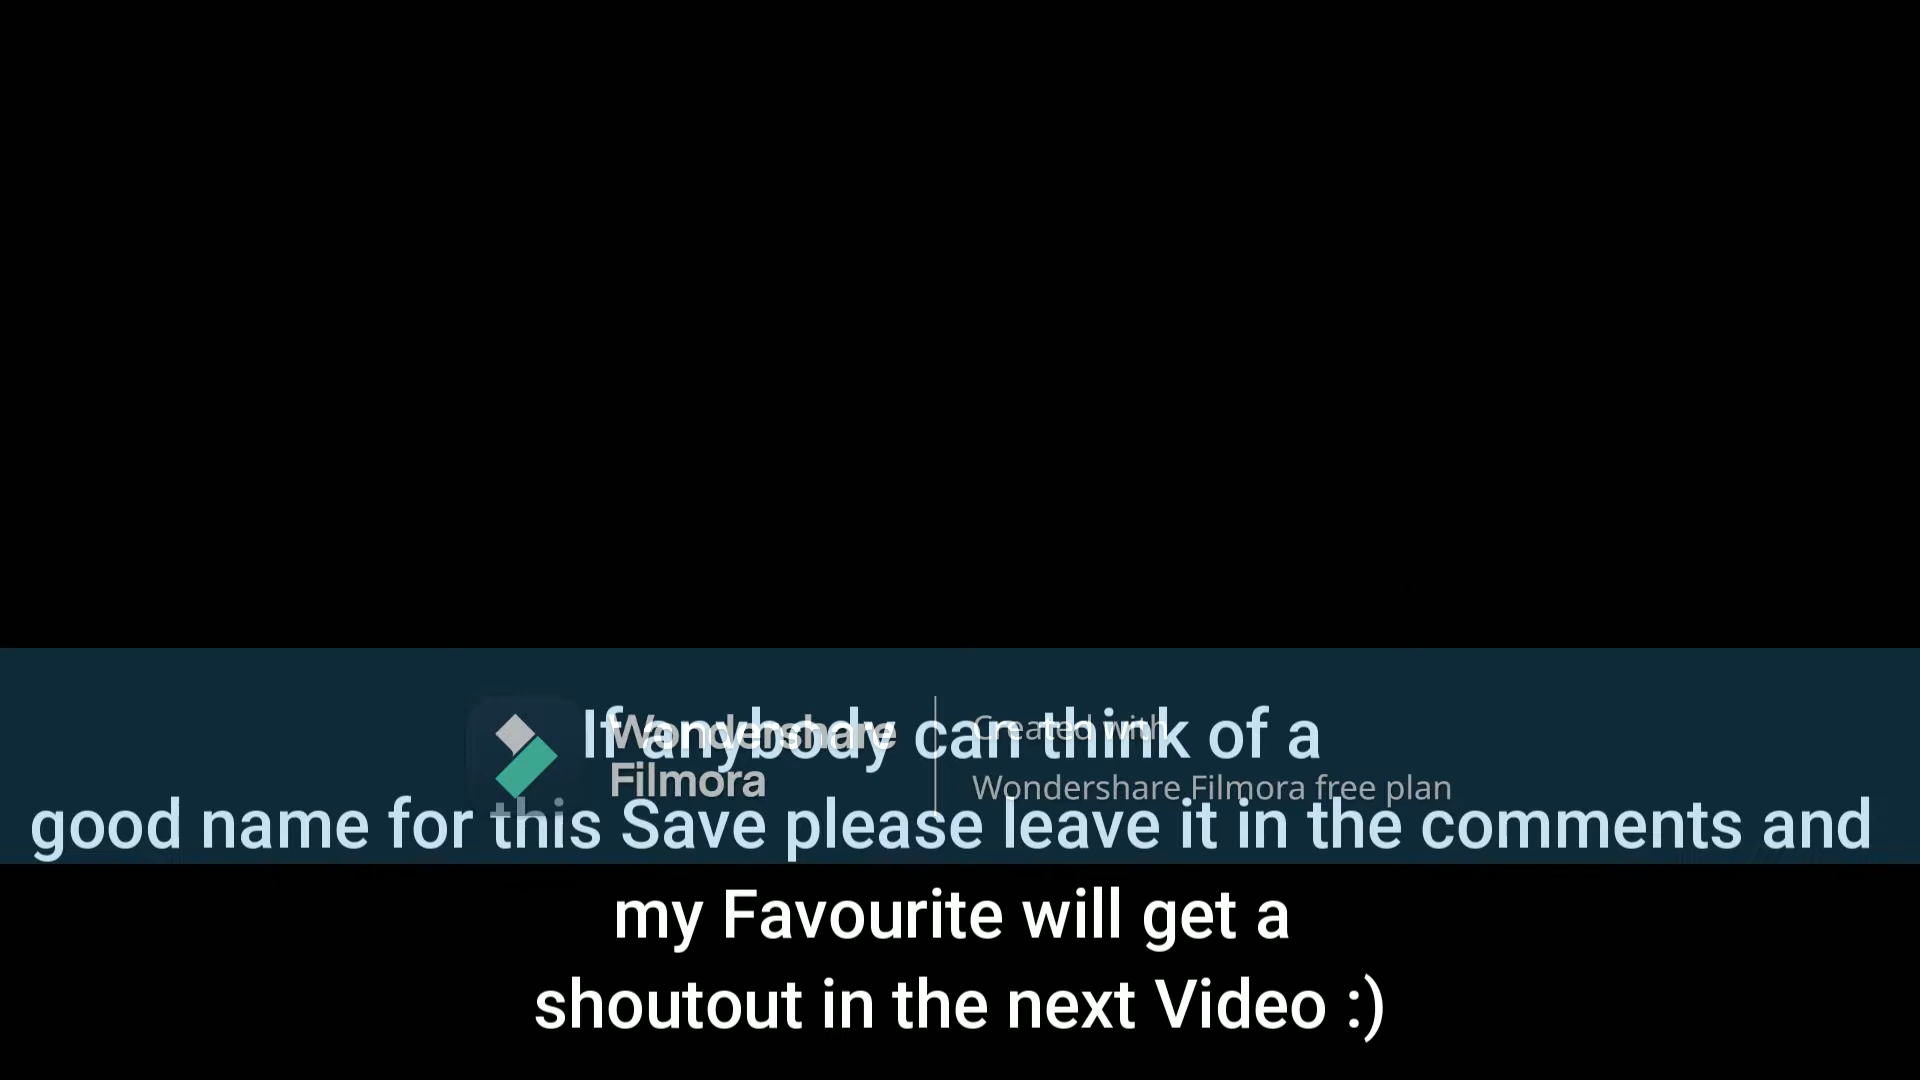 If anybody can think of a
Wondershare
Filmora
Created with
Wondershare Filmora free plan
good name for this Save please leave it in the comments and
my Favourite will get a
shoutout in the next Video :)